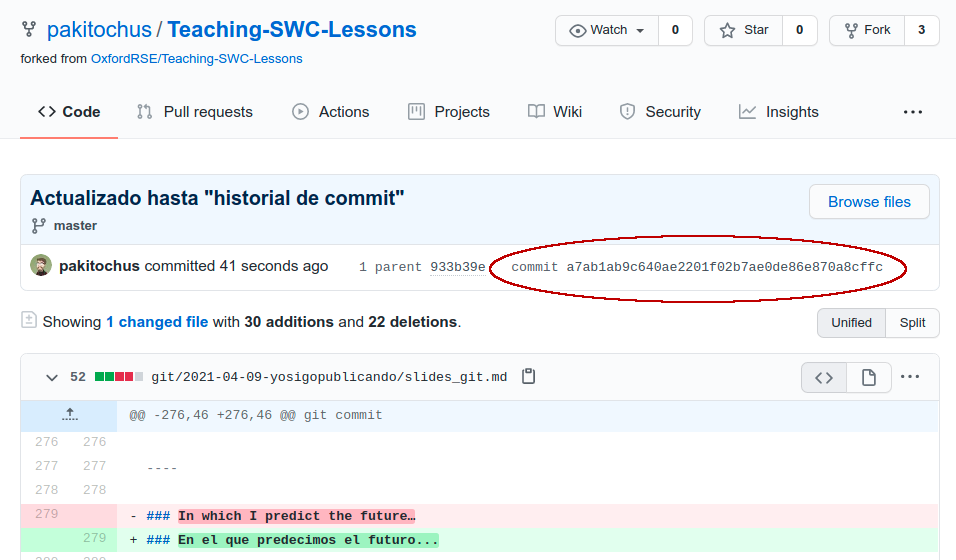 pakitochus / Teaching-SWC-Lessons
Watch 0 Star 0 Fork 3
forked from OxfordRSE/Teaching-SWC-Lessons
Code Pull requests Actions Projects Wiki Security Insights ...
Actualizado hasta "historial de commit"
Browse files
master
pakitochus committed 41 seconds ago 1 parent 933b39e commit a7ab1ab9c640ae2201f02b7ae0de86e870a8cffc
Showing 1 changed file with 30 additions and 22 deletions.
Unified Split
52 git/2021-04-09-yosigopublicando/slides_git.md
@@ -276,46 +276,46 @@ git commit
276 276
277 277 ----
278 278
279 - ### In which I predict the future…
279 + ### En el que predecimos el futuro...
280 280